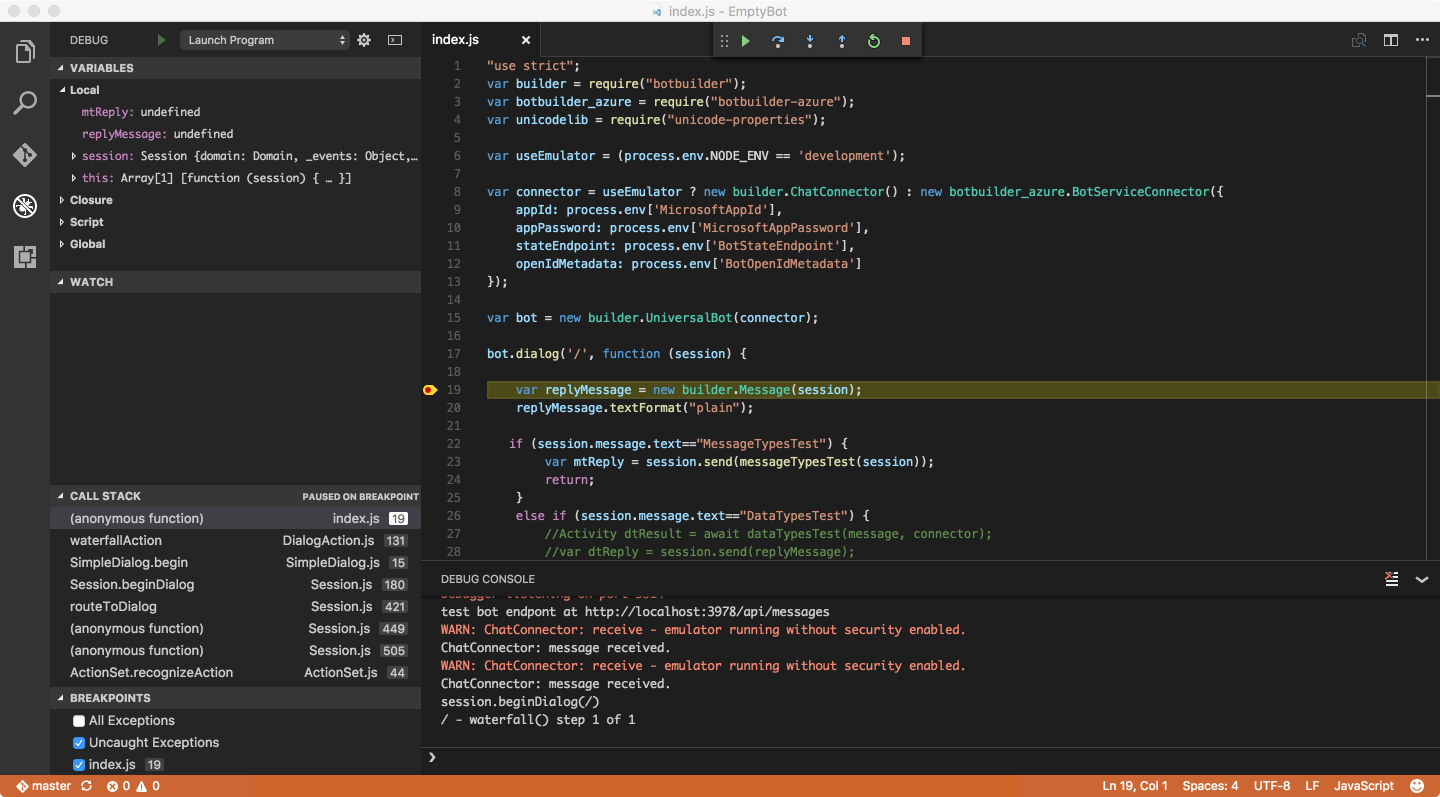 index.js - EmptyBot
DEBUG Launch Program
VARIABLES
Local
mtReply: undefined
replyMessage: undefined
session: Session {domain: Domain, _events: Object,…
this: Array[1] [function (session) { … }]
Closure
Script
Global
WATCH
CALL STACK PAUSED ON BREAKPOINT
(anonymous function) index.js 19
waterfallAction DialogAction.js 131
SimpleDialog.begin SimpleDialog.js 15
Session.beginDialog Session.js 180
routeToDialog Session.js 421
(anonymous function) Session.js 449
(anonymous function) Session.js 505
ActionSet.recognizeAction ActionSet.js 44
BREAKPOINTS
All Exceptions
Uncaught Exceptions
index.js 19
index.js
1 "use strict";
2 var builder = require("botbuilder");
3 var botbuilder_azure = require("botbuilder-azure");
4 var unicodelib = require("unicode-properties");
5
6 var useEmulator = (process.env.NODE_ENV == 'development');
7
8 var connector = useEmulator ? new builder.ChatConnector() : new botbuilder_azure.BotServiceConnector({
9 appId: process.env['MicrosoftAppId'],
10 appPassword: process.env['MicrosoftAppPassword'],
11 stateEndpoint: process.env['BotStateEndpoint'],
12 openIdMetadata: process.env['BotOpenIdMetadata']
13 });
14
15 var bot = new builder.UniversalBot(connector);
16
17 bot.dialog('/', function (session) {
18
19 var replyMessage = new builder.Message(session);
20 replyMessage.textFormat("plain");
21
22 if (session.message.text=="MessageTypesTest") {
23 var mtReply = session.send(messageTypesTest(session));
24 return;
25 }
26 else if (session.message.text=="DataTypesTest") {
27 //Activity dtResult = await dataTypesTest(message, connector);
28 //var dtReply = session.send(replyMessage);
DEBUG CONSOLE
test bot endpont at http://localhost:3978/api/messages
WARN: ChatConnector: receive - emulator running without security enabled.
ChatConnector: message received.
WARN: ChatConnector: receive - emulator running without security enabled.
ChatConnector: message received.
session.beginDialog(/)
/ - waterfall() step 1 of 1
master 0 0 Ln 19, Col 1 Spaces: 4 UTF-8 LF JavaScript